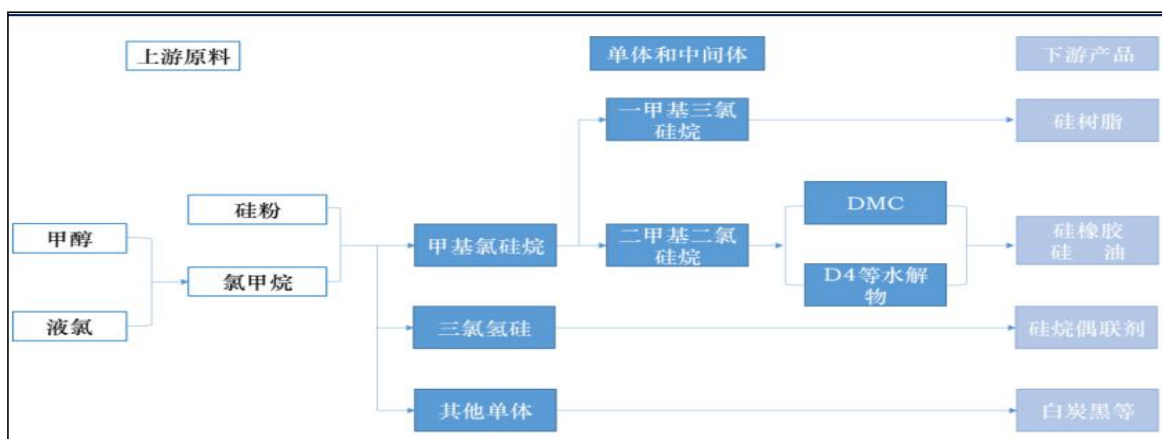 上游原料
单体和中间体
下游产品
一甲基三氯
硅烷
硅树脂
硅粉
甲醇
氯甲烷
液氯
甲基氯硅烷
二甲基二氯
硅烷
DMC
D4等水解
物
硅橡胶
硅 油
三氯氢硅
硅烷偶联剂
其他单体
白炭黑等